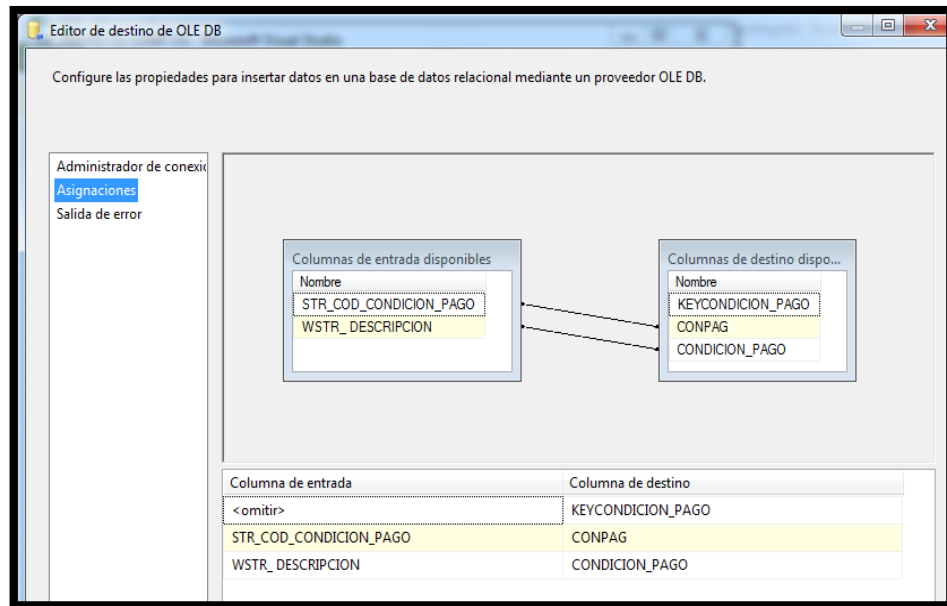 Editor de destino de OLE DB
Configure las propiedades para insertar datos en una base de datos relacional mediante un proveedor OLE DB.
Administrador de conexi
Asignaciones
Salida de error
Columnas de entrada disponibles
Nombre
STR_COD_CONDICION_PAGO
WSTR_ DESCRIPCION
Columnas de destino dispo...
Nombre
KEYCONDICION_PAGO
CONPAG
CONDICION_PAGO
Columna de entrada Columna de destino
<omitir> KEYCONDICION_PAGO
STR_COD_CONDICION_PAGO CONPAG
WSTR_ DESCRIPCION CONDICION_PAGO